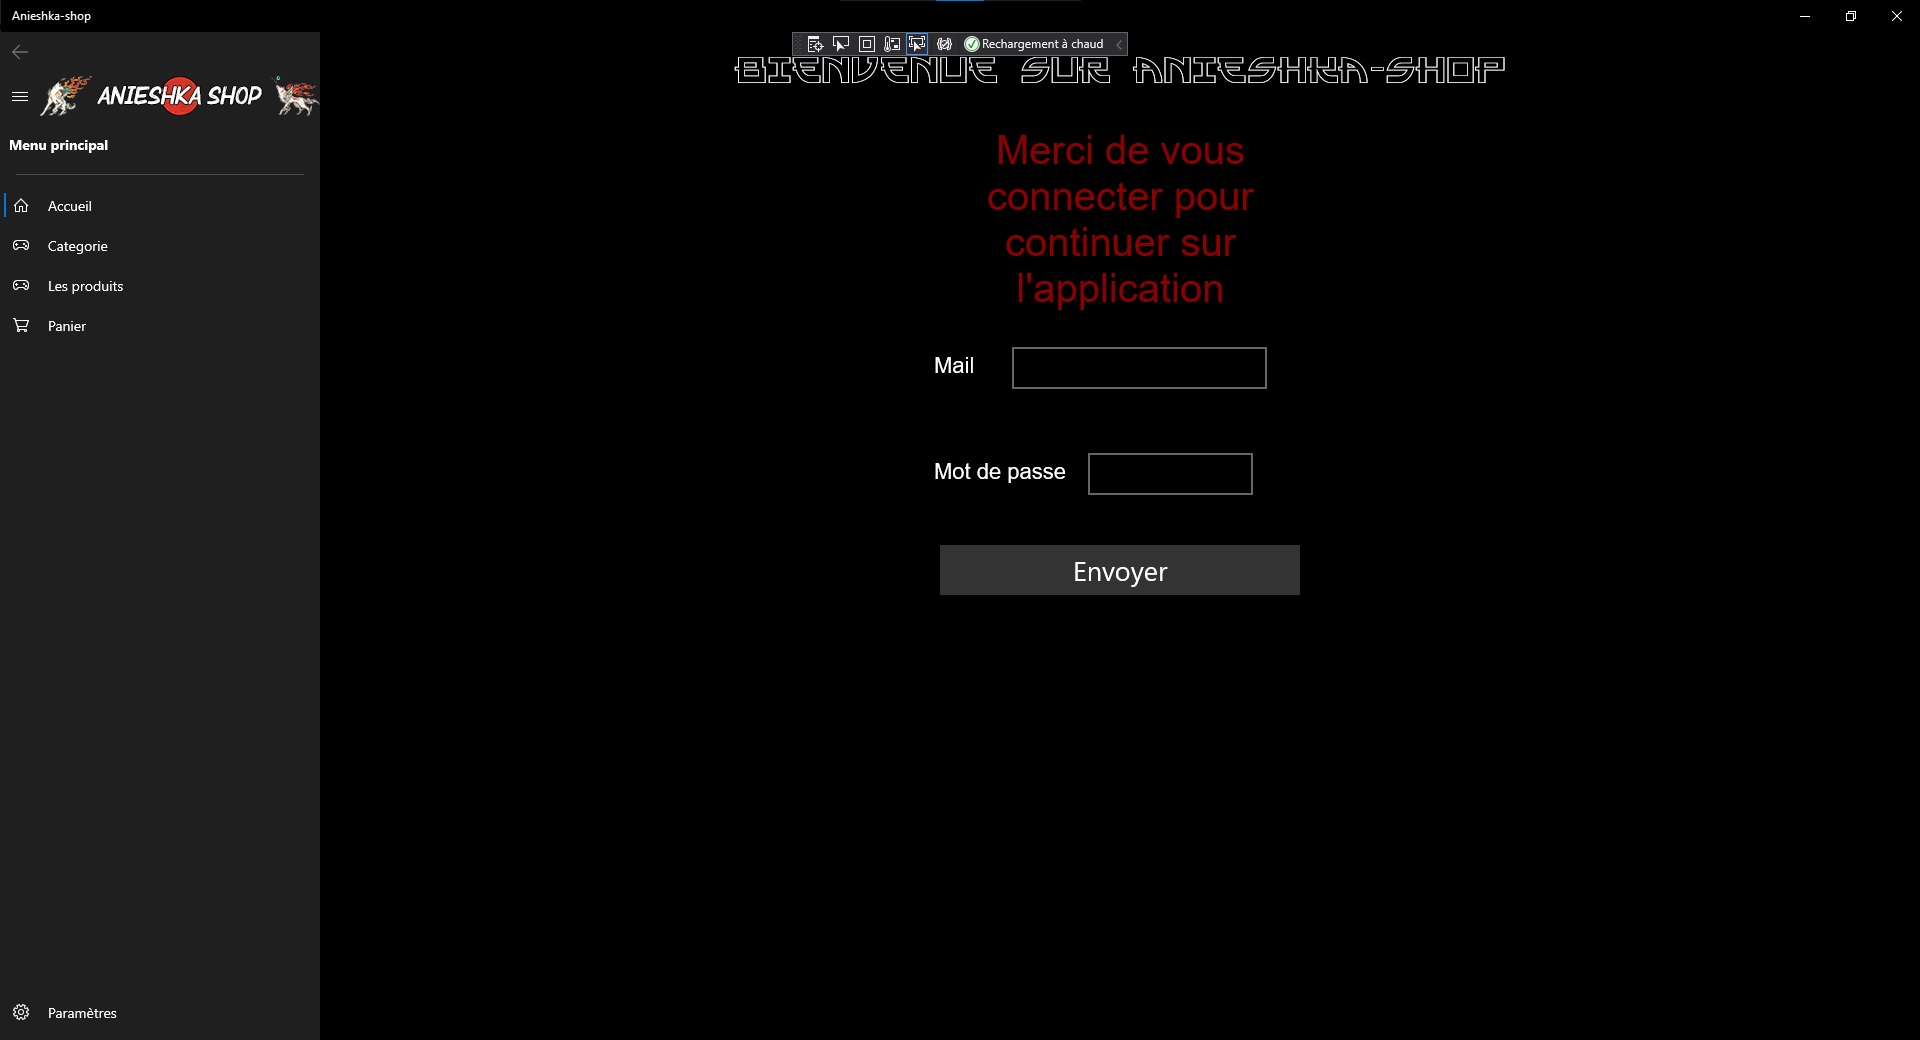 Anieshka-shop
Rechargement à chaud
ANIESHKA SHOP
BIENVENUE SUR ANIESHKA-SHOP
Menu principal
Accueil
Categorie
Les produits
Panier
Merci de vous
connecter pour
continuer sur
l'application
Mail
Mot de passe
Envoyer
Paramètres